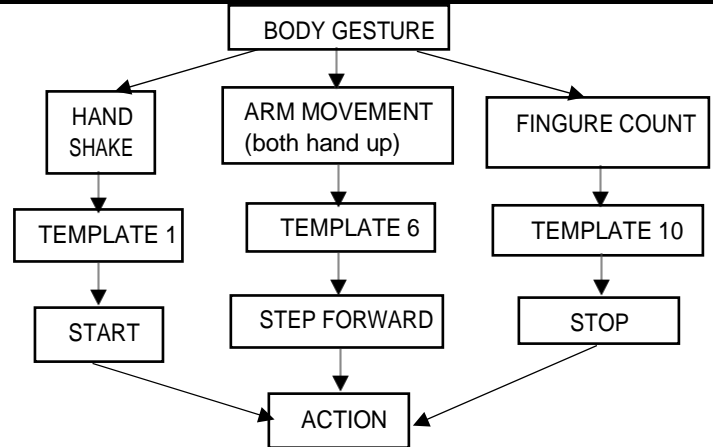 BODY GESTURE
HAND
SHAKE
ARM MOVEMENT
(both hand up)
FINGURE COUNT
TEMPLATE 1
TEMPLATE 6
TEMPLATE 10
START
STEP FORWARD
STOP
ACTION